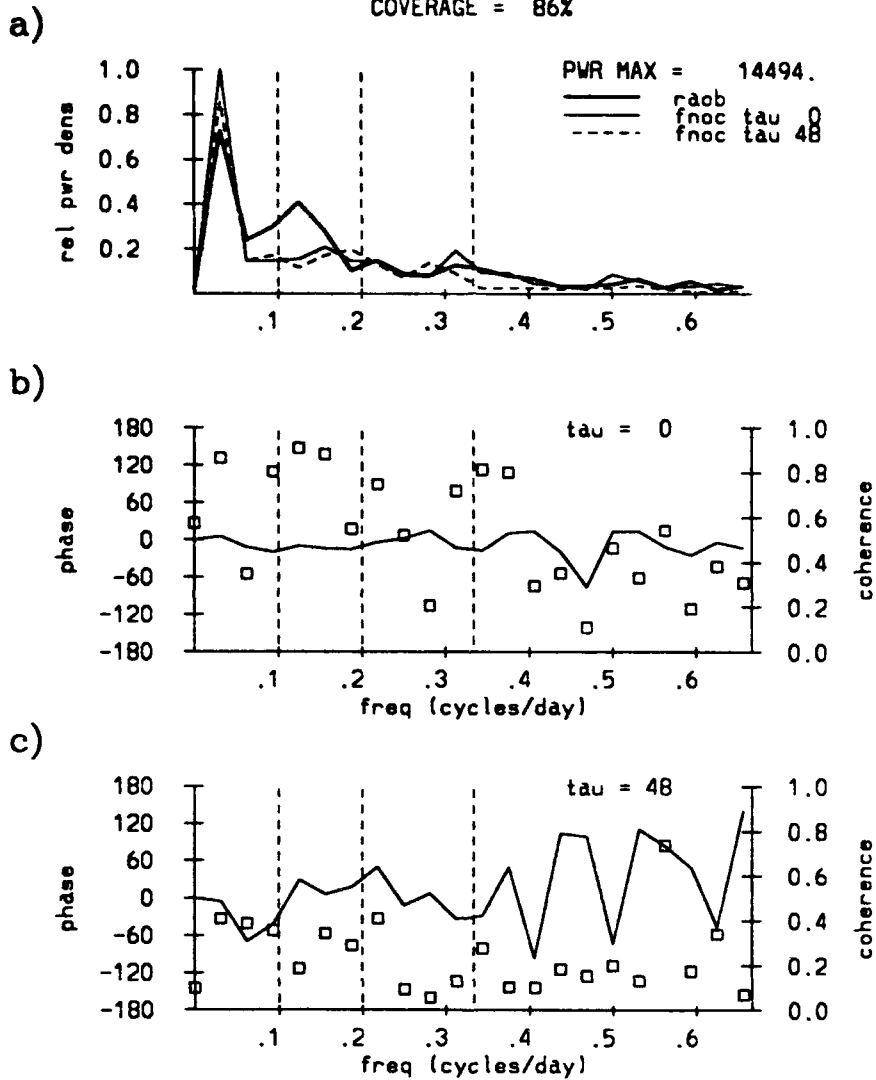 COVERAGE = 86%
a)
PWR MAX = 14494.
raob
fnoc tau 0
fnoc tau 48
rel pwr dens
1.0
0.8
0.6
0.4
0.2
.1 .2 .3 .4 .5 .6
b)
tau = 0
phase
180
120
60
0
-60
-120
-180
1.0
0.8
0.6
0.4
0.2
0.0
coherence
.1 .2 .3 .4 .5 .6
freq (cycles/day)
c)
tau = 48
phase
180
120
60
0
-60
-120
-180
1.0
0.8
0.6
0.4
0.2
0.0
coherence
.1 .2 .3 .4 .5 .6
freq (cycles/day)